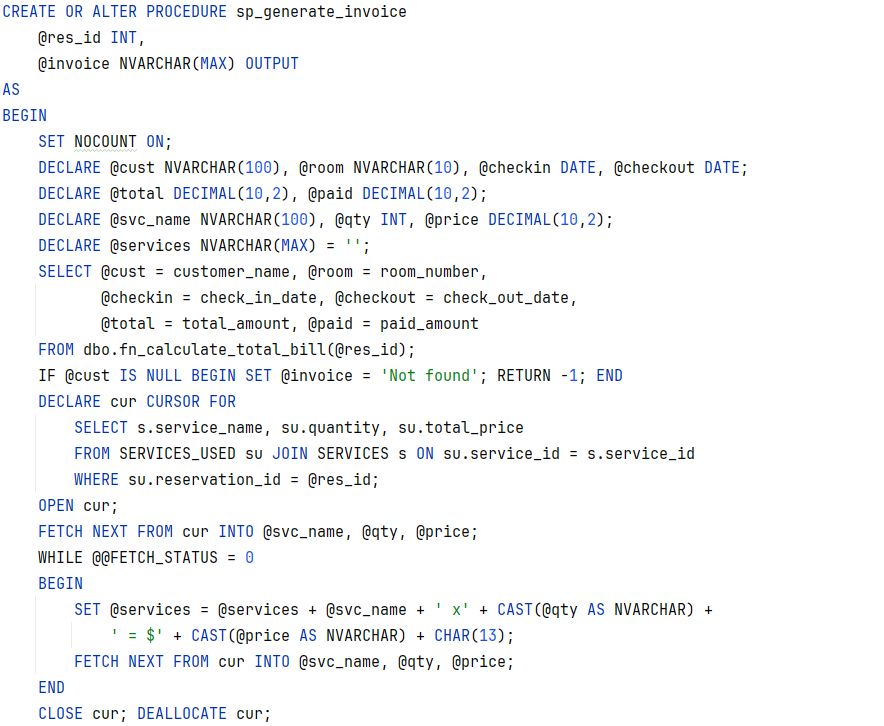 CREATE OR ALTER PROCEDURE sp_generate_invoice
    @res_id INT,
    @invoice NVARCHAR(MAX) OUTPUT
AS
BEGIN
    SET NOCOUNT ON;
    DECLARE @cust NVARCHAR(100), @room NVARCHAR(10), @checkin DATE, @checkout DATE;
    DECLARE @total DECIMAL(10,2), @paid DECIMAL(10,2);
    DECLARE @svc_name NVARCHAR(100), @qty INT, @price DECIMAL(10,2);
    DECLARE @services NVARCHAR(MAX) = '';
    SELECT @cust = customer_name, @room = room_number,
           @checkin = check_in_date, @checkout = check_out_date,
           @total = total_amount, @paid = paid_amount
    FROM dbo.fn_calculate_total_bill(@res_id);
    IF @cust IS NULL BEGIN SET @invoice = 'Not found'; RETURN -1; END
    DECLARE cur CURSOR FOR
        SELECT s.service_name, su.quantity, su.total_price
        FROM SERVICES_USED su JOIN SERVICES s ON su.service_id = s.service_id
        WHERE su.reservation_id = @res_id;
    OPEN cur;
    FETCH NEXT FROM cur INTO @svc_name, @qty, @price;
    WHILE @@FETCH_STATUS = 0
    BEGIN
        SET @services = @services + @svc_name + ' x' + CAST(@qty AS NVARCHAR) +
            ' = $' + CAST(@price AS NVARCHAR) + CHAR(13);
        FETCH NEXT FROM cur INTO @svc_name, @qty, @price;
    END
    CLOSE cur; DEALLOCATE cur;